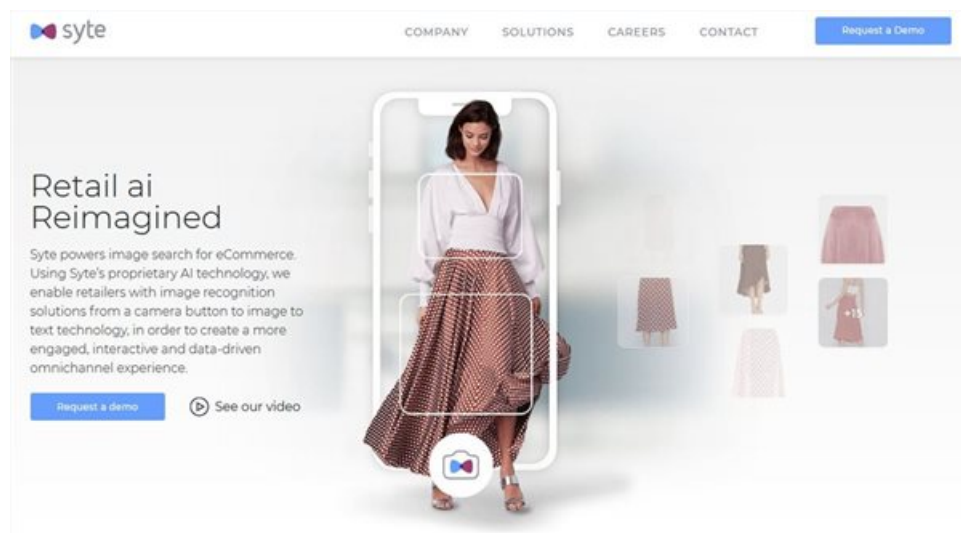 syte
COMPANY SOLUTIONS CAREERS CONTACT Request a Demo
Retail ai
Reimagined
Syte powers image search for eCommerce.
Using Syte's proprietary AI technology, we
enable retailers with image recognition
solutions from a camera button to image to
text technology, in order to create a more
engaged, interactive and data-driven
omnichannel experience.
Request a demo See our video
+15